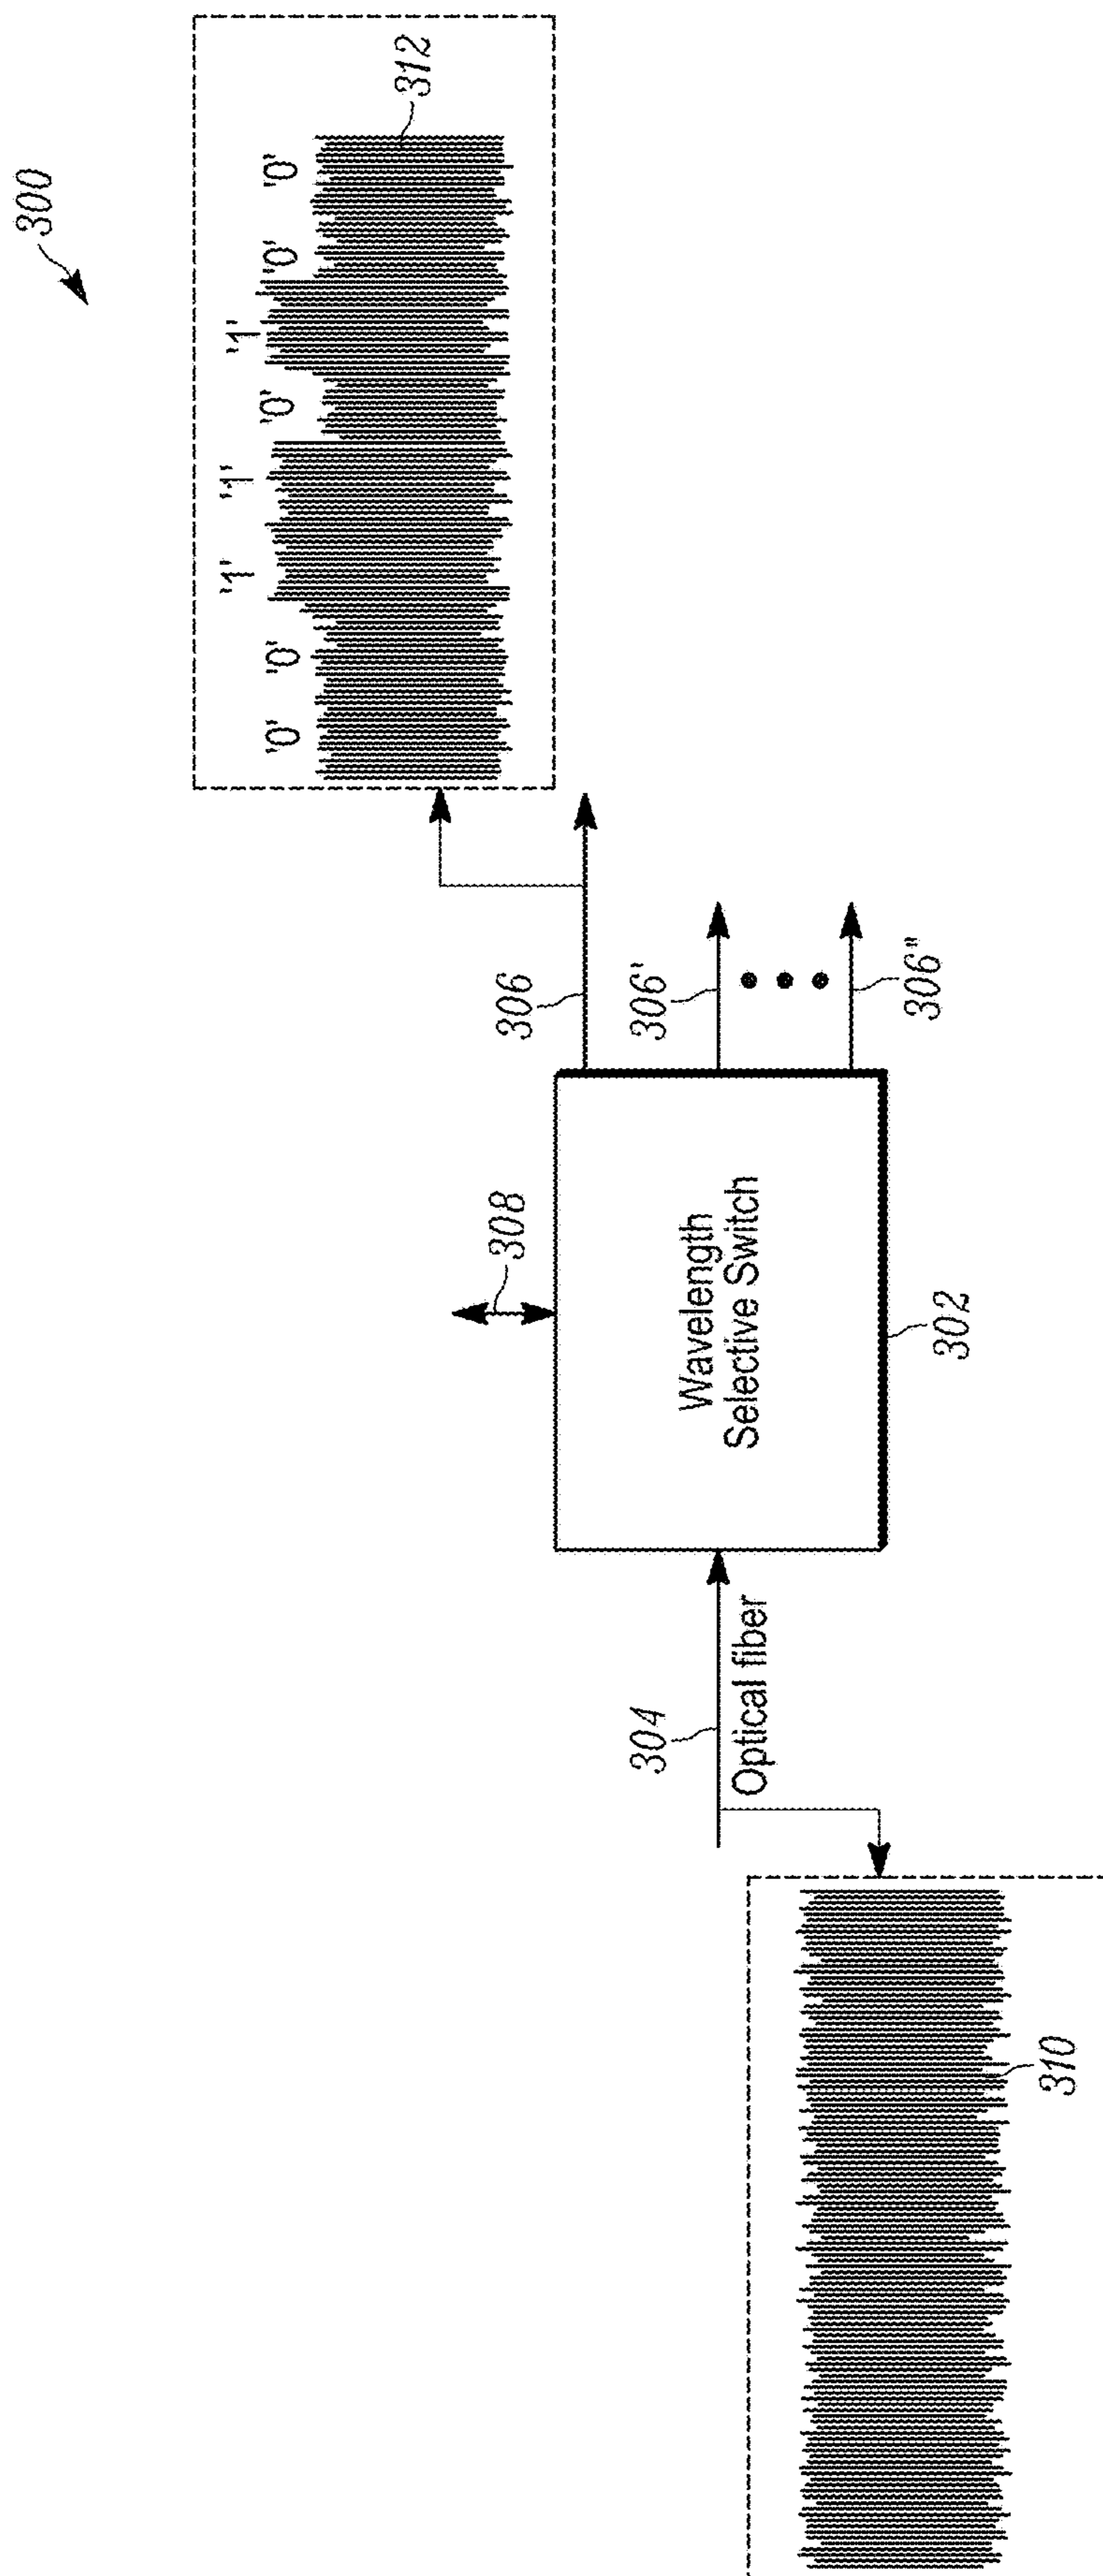 300
'0' '0' '1' '1' '0' '1' '0' '0'
312
308
306
306'
306"
304
Optical fiber
Wavelength
Selective Switch
302
310